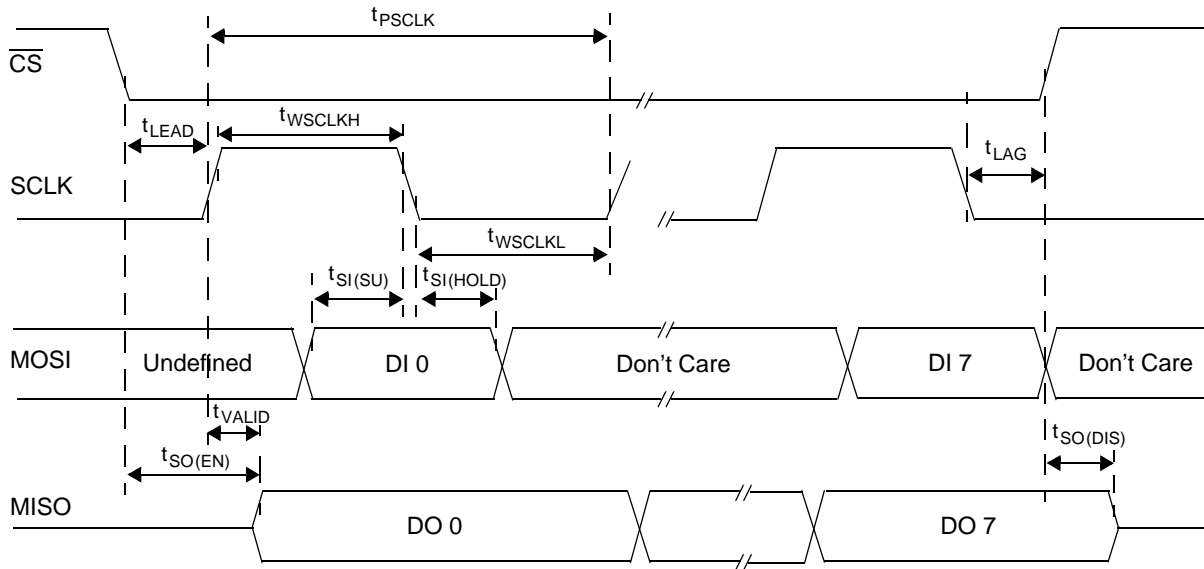 tPSCLK
CS
tLEAD
tWSCLKH
tLAG
SCLK
tWSCLKL
tSI(SU)
tSI(HOLD)
MOSI
Undefined
DI 0
Don't Care
DI 7
Don't Care
tVALID
tSO(DIS)
tSO(EN)
MISO
DO 0
DO 7